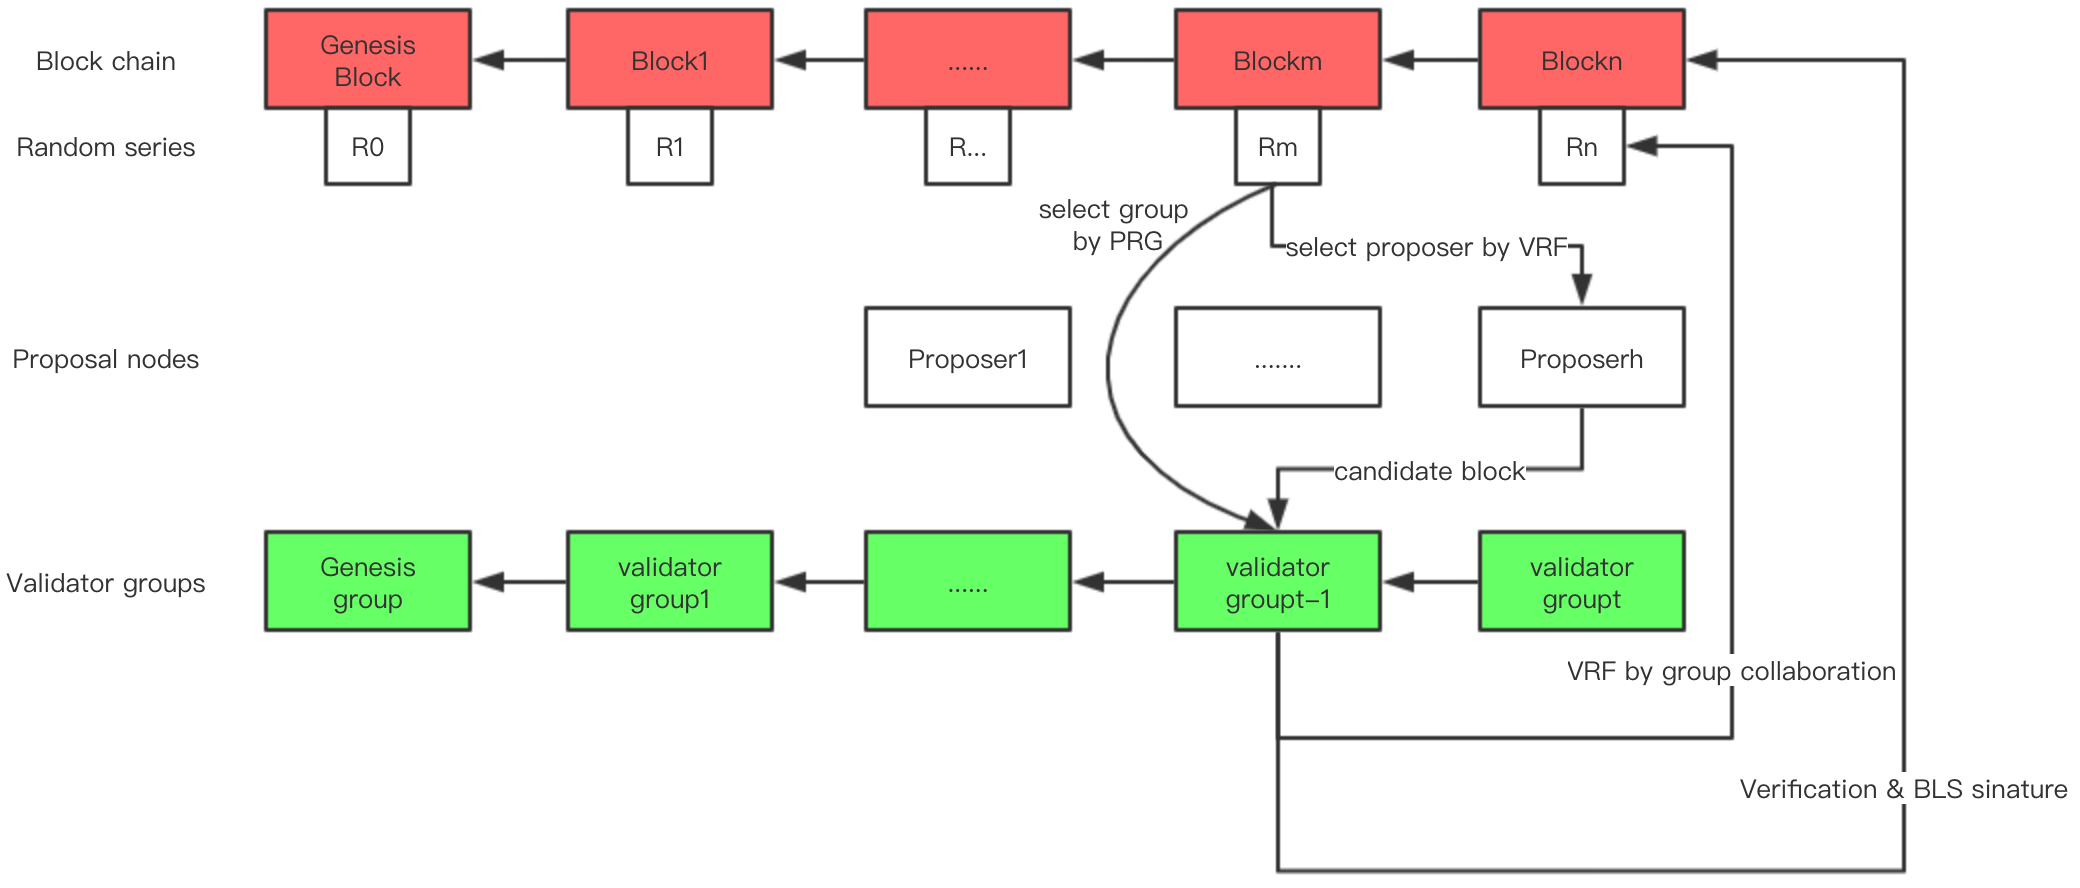 Block chain
Genesis
Block
Block1
......
Blockm
Blockn
Random series
R0
R1
R...
Rm
Rn
select group
by PRG
select proposer by VRF
Proposal nodes
Proposer1
.......
Proposerh
candidate block
Validator groups
Genesis
group
validator
group1
......
validator
groupt-1
validator
groupt
VRF by group collaboration
Verification & BLS sinature